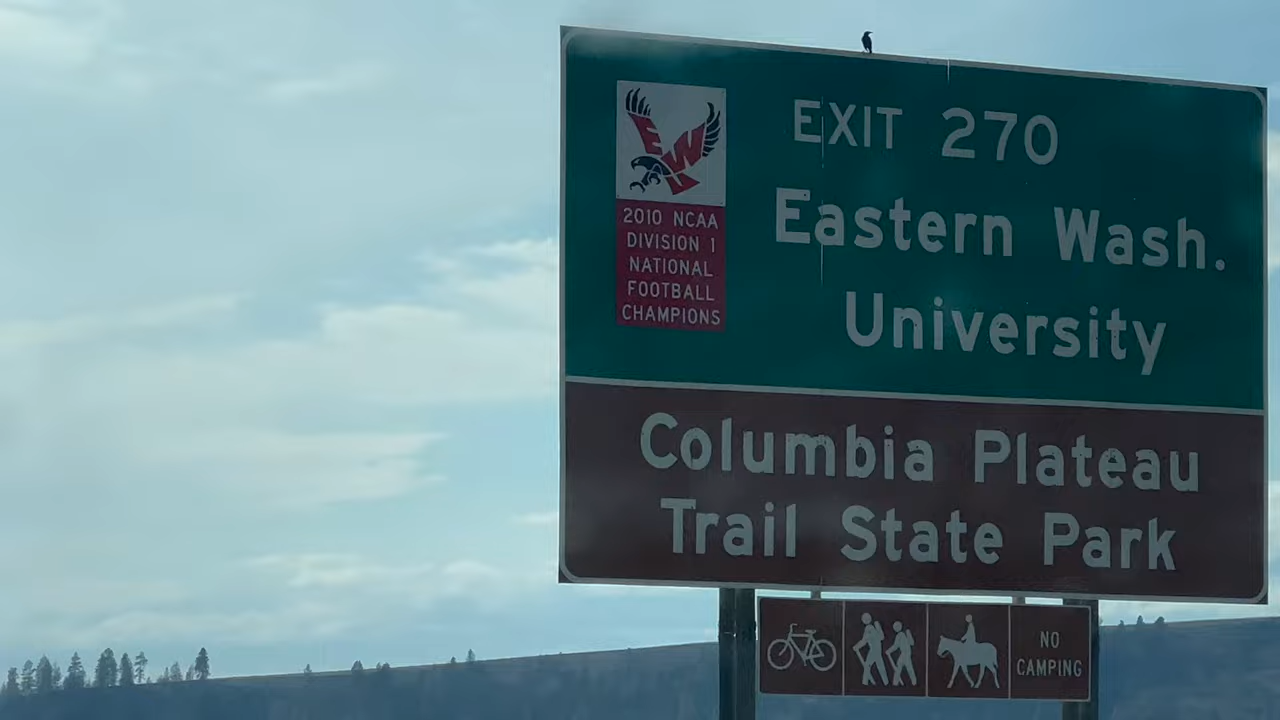 EXIT 270
Eastern Wash.
University
EW
2010 NCAA
DIVISION 1
NATIONAL
FOOTBALL
CHAMPIONS
Columbia Plateau
Trail State Park
NO
CAMPING